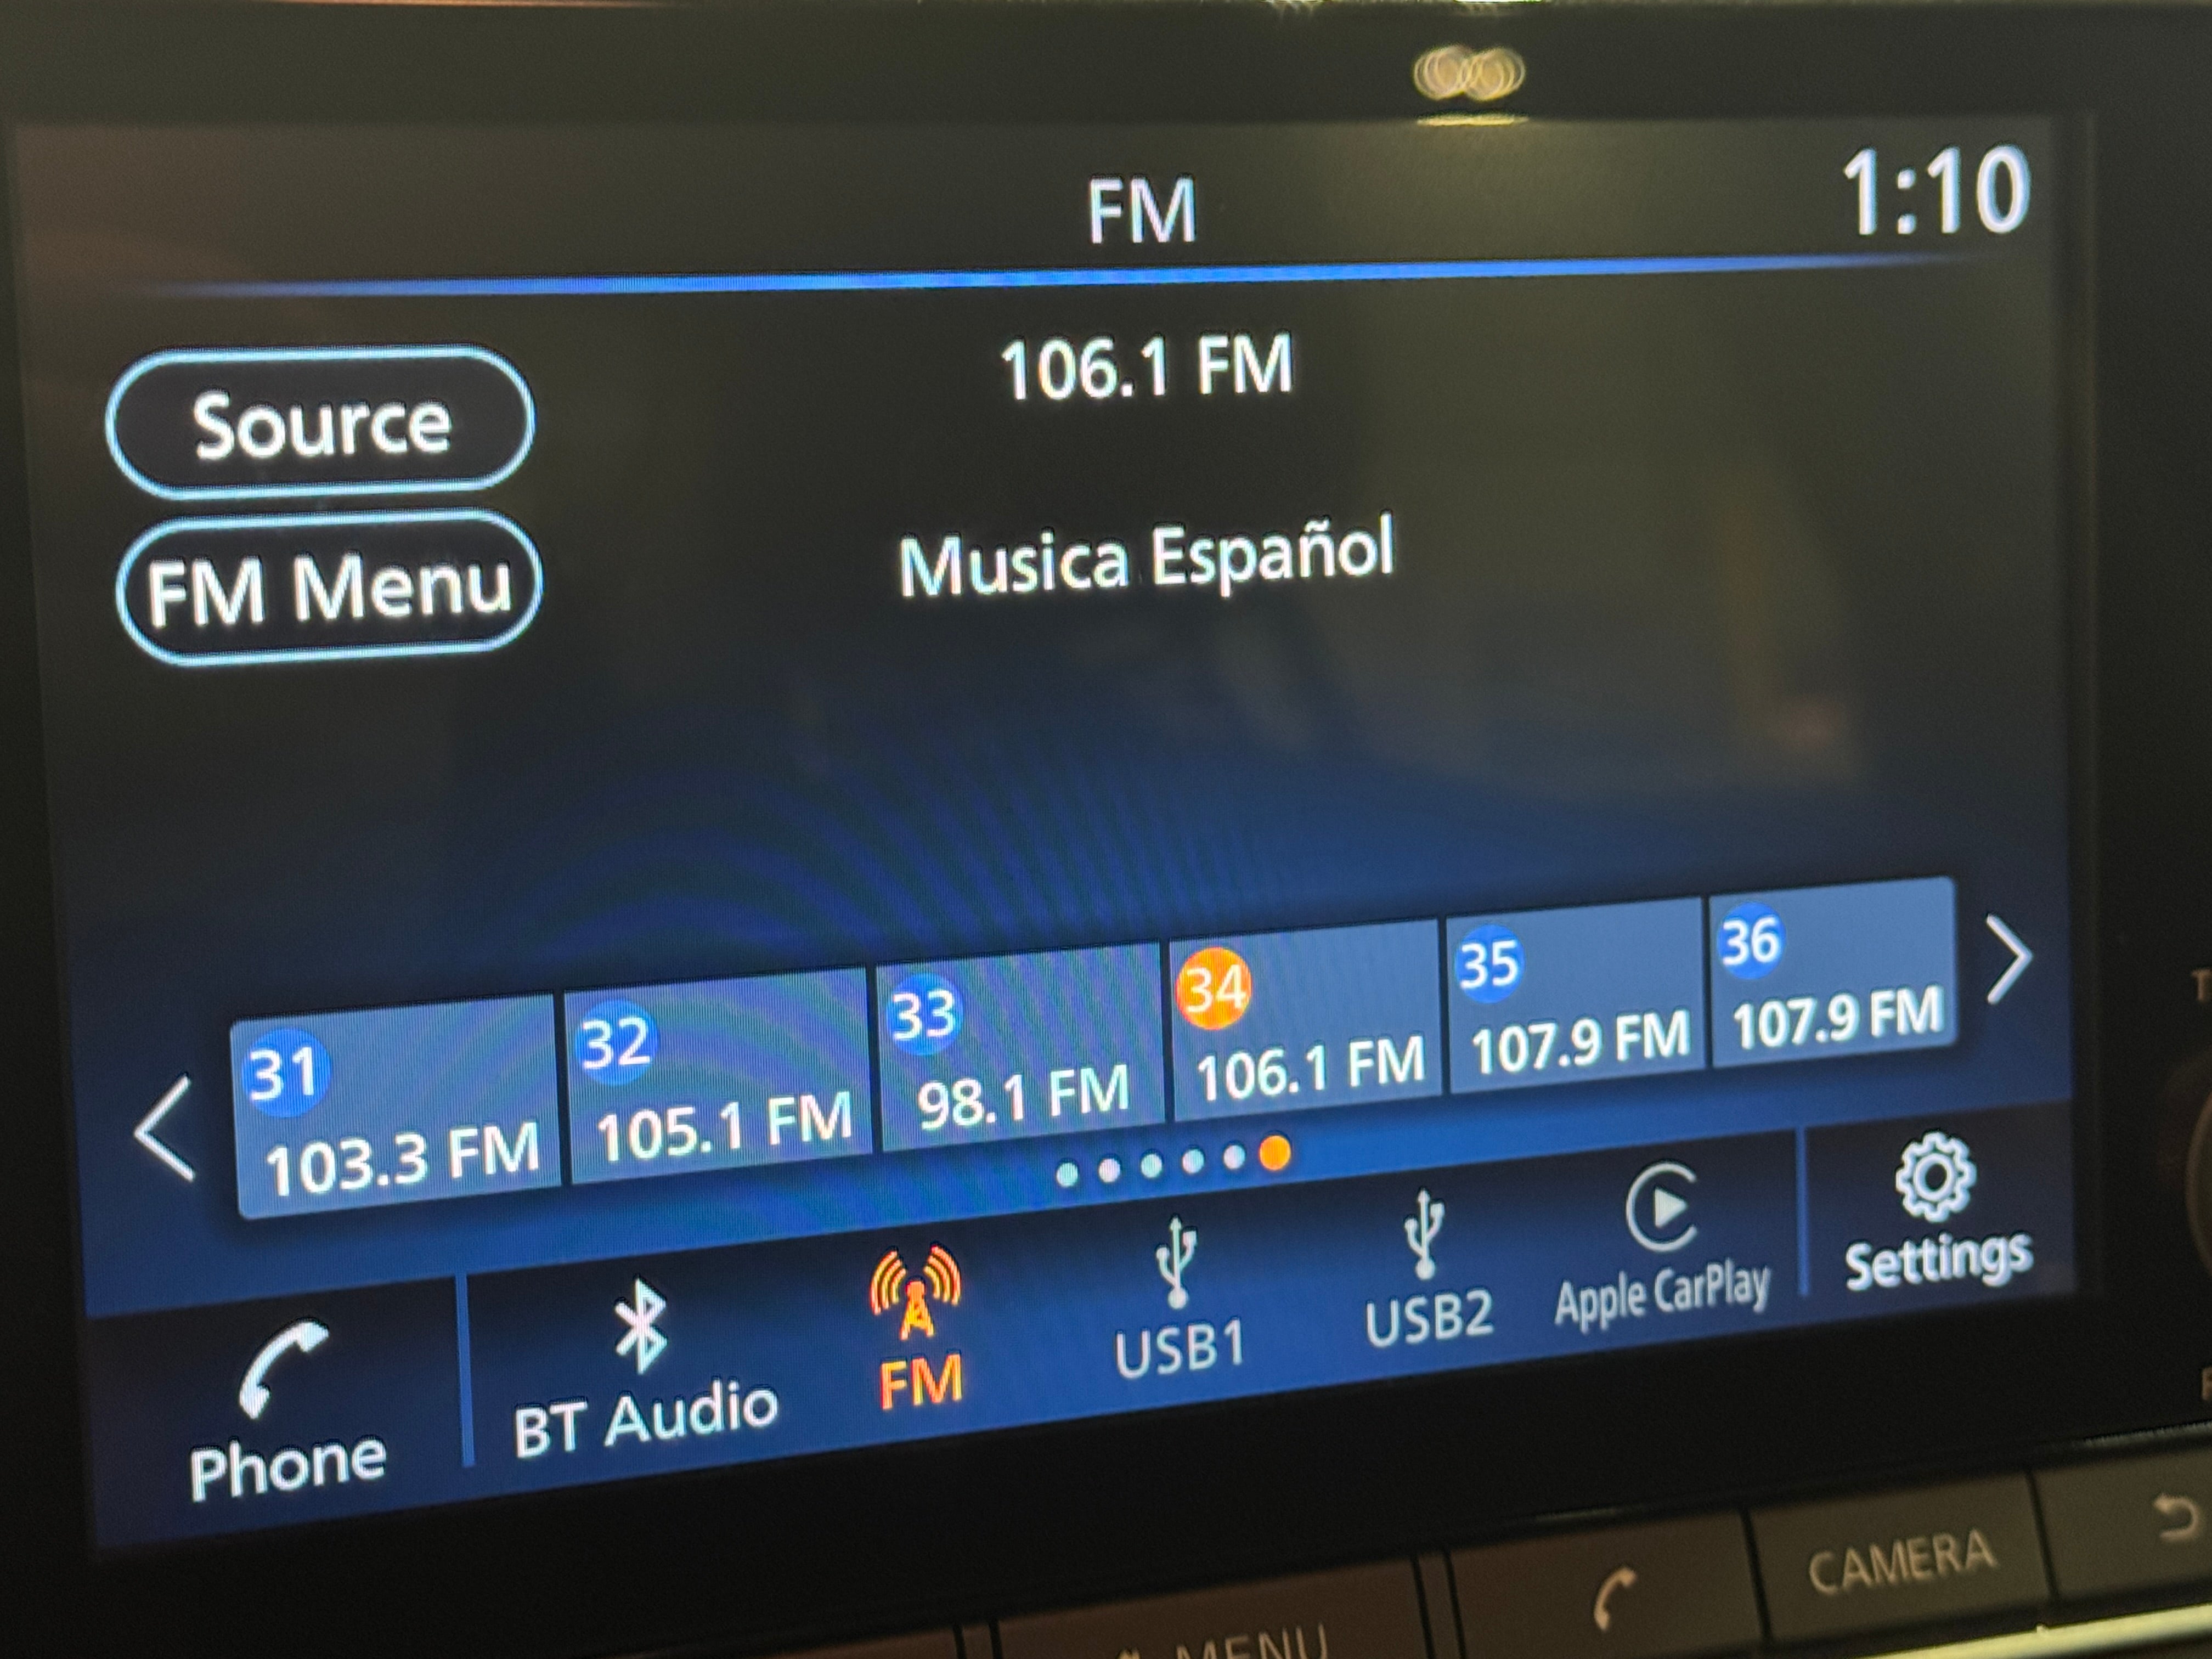 FM
1:10
106.1 FM
Source
Musica Español
FM Menu
31
103.3 FM
32
105.1 FM
33
98.1 FM
34
106.1 FM
35
107.9 FM
36
107.9 FM
Phone
BT Audio
FM
USB1
USB2
Apple CarPlay
Settings
MENU
CAMERA